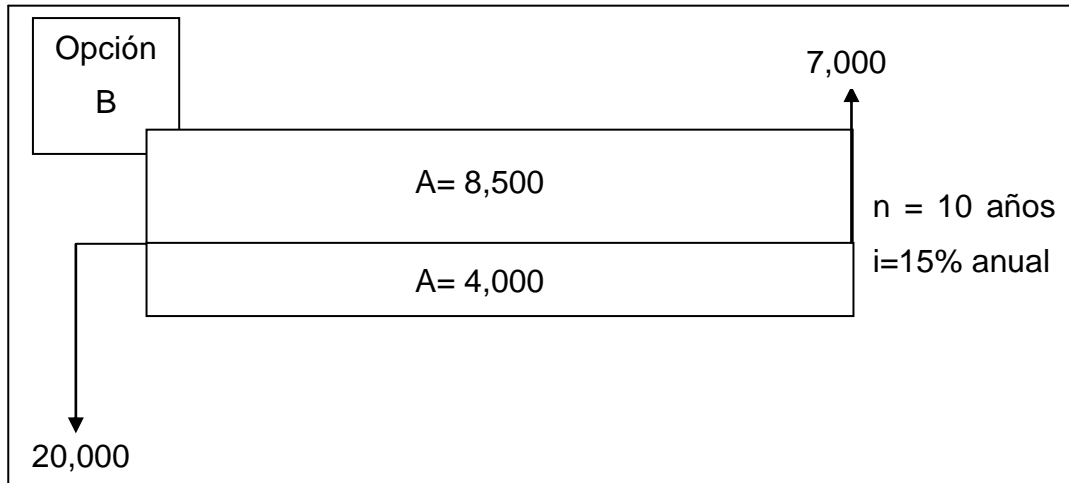 Opción
B
7,000
A= 8,500
n = 10 años
i=15% anual
A= 4,000
20,000